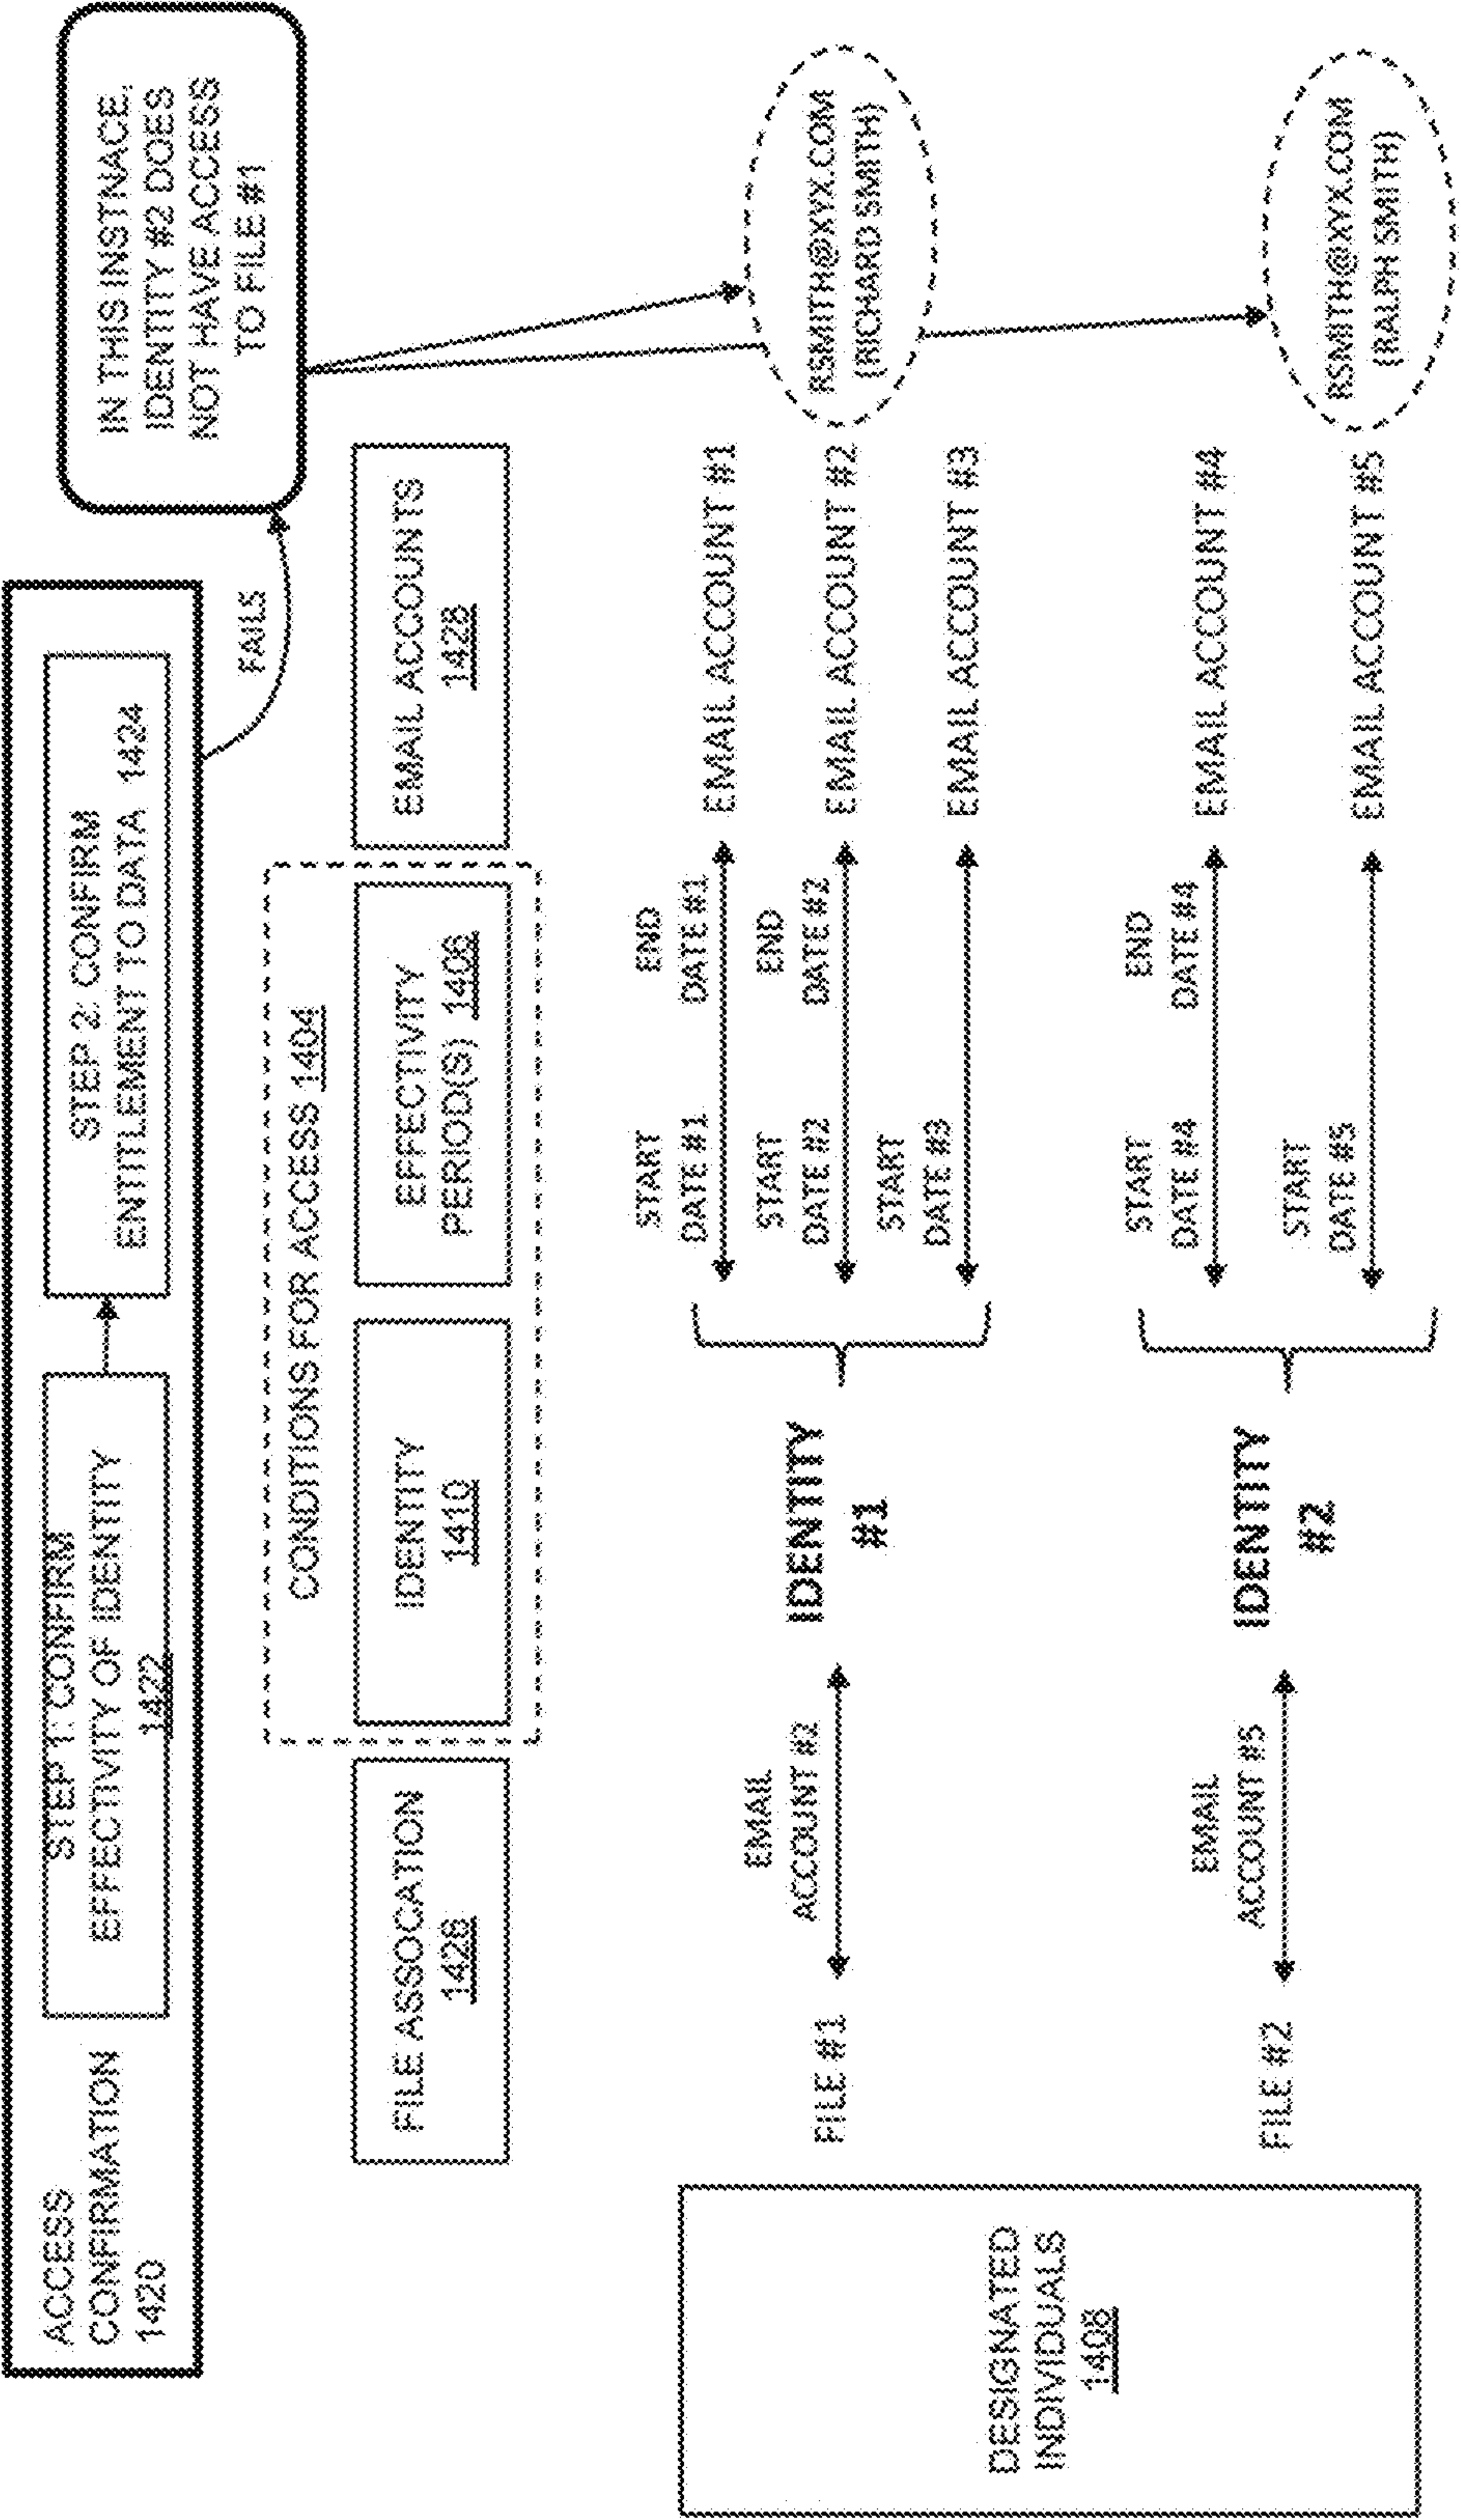 ACCESS
CONFIRMATION
1420
STEP 1: CONFIRM
EFFECTIVITY OF IDENTITY
1422
STEP 2: CONFIRM
ENTITLEMENT TO DATA 1424
FAILS
IN THIS INSTNACE,
IDENTITY #2 DOES
NOT HAVE ACCESS
TO FILE #1
CONDITIONS FOR ACCESS 1404
FILE ASSOCATION
1428
IDENTITY
1410
EFFECTIVITY
PERIOD(S) 1406
EMAIL ACCOUNTS
1428
DESIGNATED
INDIVIDUALS
1408
FILE #1
EMAIL
ACCOUNT #2
IDENTITY
#1
START
DATE #1
END
DATE #1
EMAIL ACCOUNT #1
START
DATE #2
END
DATE #2
EMAIL ACCOUNT #2
RSMITH@XYX.COM
(RICHARD SMITH)
START
DATE #3
EMAIL ACCOUNT #3
FILE #2
EMAIL
ACCOUNT #5
IDENTITY
#2
START
DATE #4
END
DATE #4
EMAIL ACCOUNT #4
START
DATE #5
EMAIL ACCOUNT #5
RSMITH@XYX.COM
(RALPH SMITH)